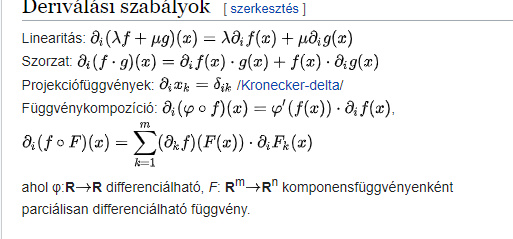 Deriválási szabályok [ szerkesztés ]
Linearitás: ∂ᵢ(λf + μg)(x) = λ∂ᵢf(x) + μ∂ᵢg(x)
Szorzat: ∂ᵢ(f · g)(x) = ∂ᵢf(x) · g(x) + f(x) · ∂ᵢg(x)
Projekciófüggvények: ∂ᵢxₖ = δᵢₖ /Kronecker-delta/
Függvénykompozíció: ∂ᵢ(φ ∘ f)(x) = φ′(f(x)) · ∂ᵢf(x),
∂ᵢ(f ∘ F)(x) = ∑ₖ₌₁ᵐ (∂ₖf)(F(x)) · ∂ᵢFₖ(x)
ahol φ:R→R differenciálható, F: Rᵐ→Rⁿ komponensfüggvényenként
parciálisan differenciálható függvény.